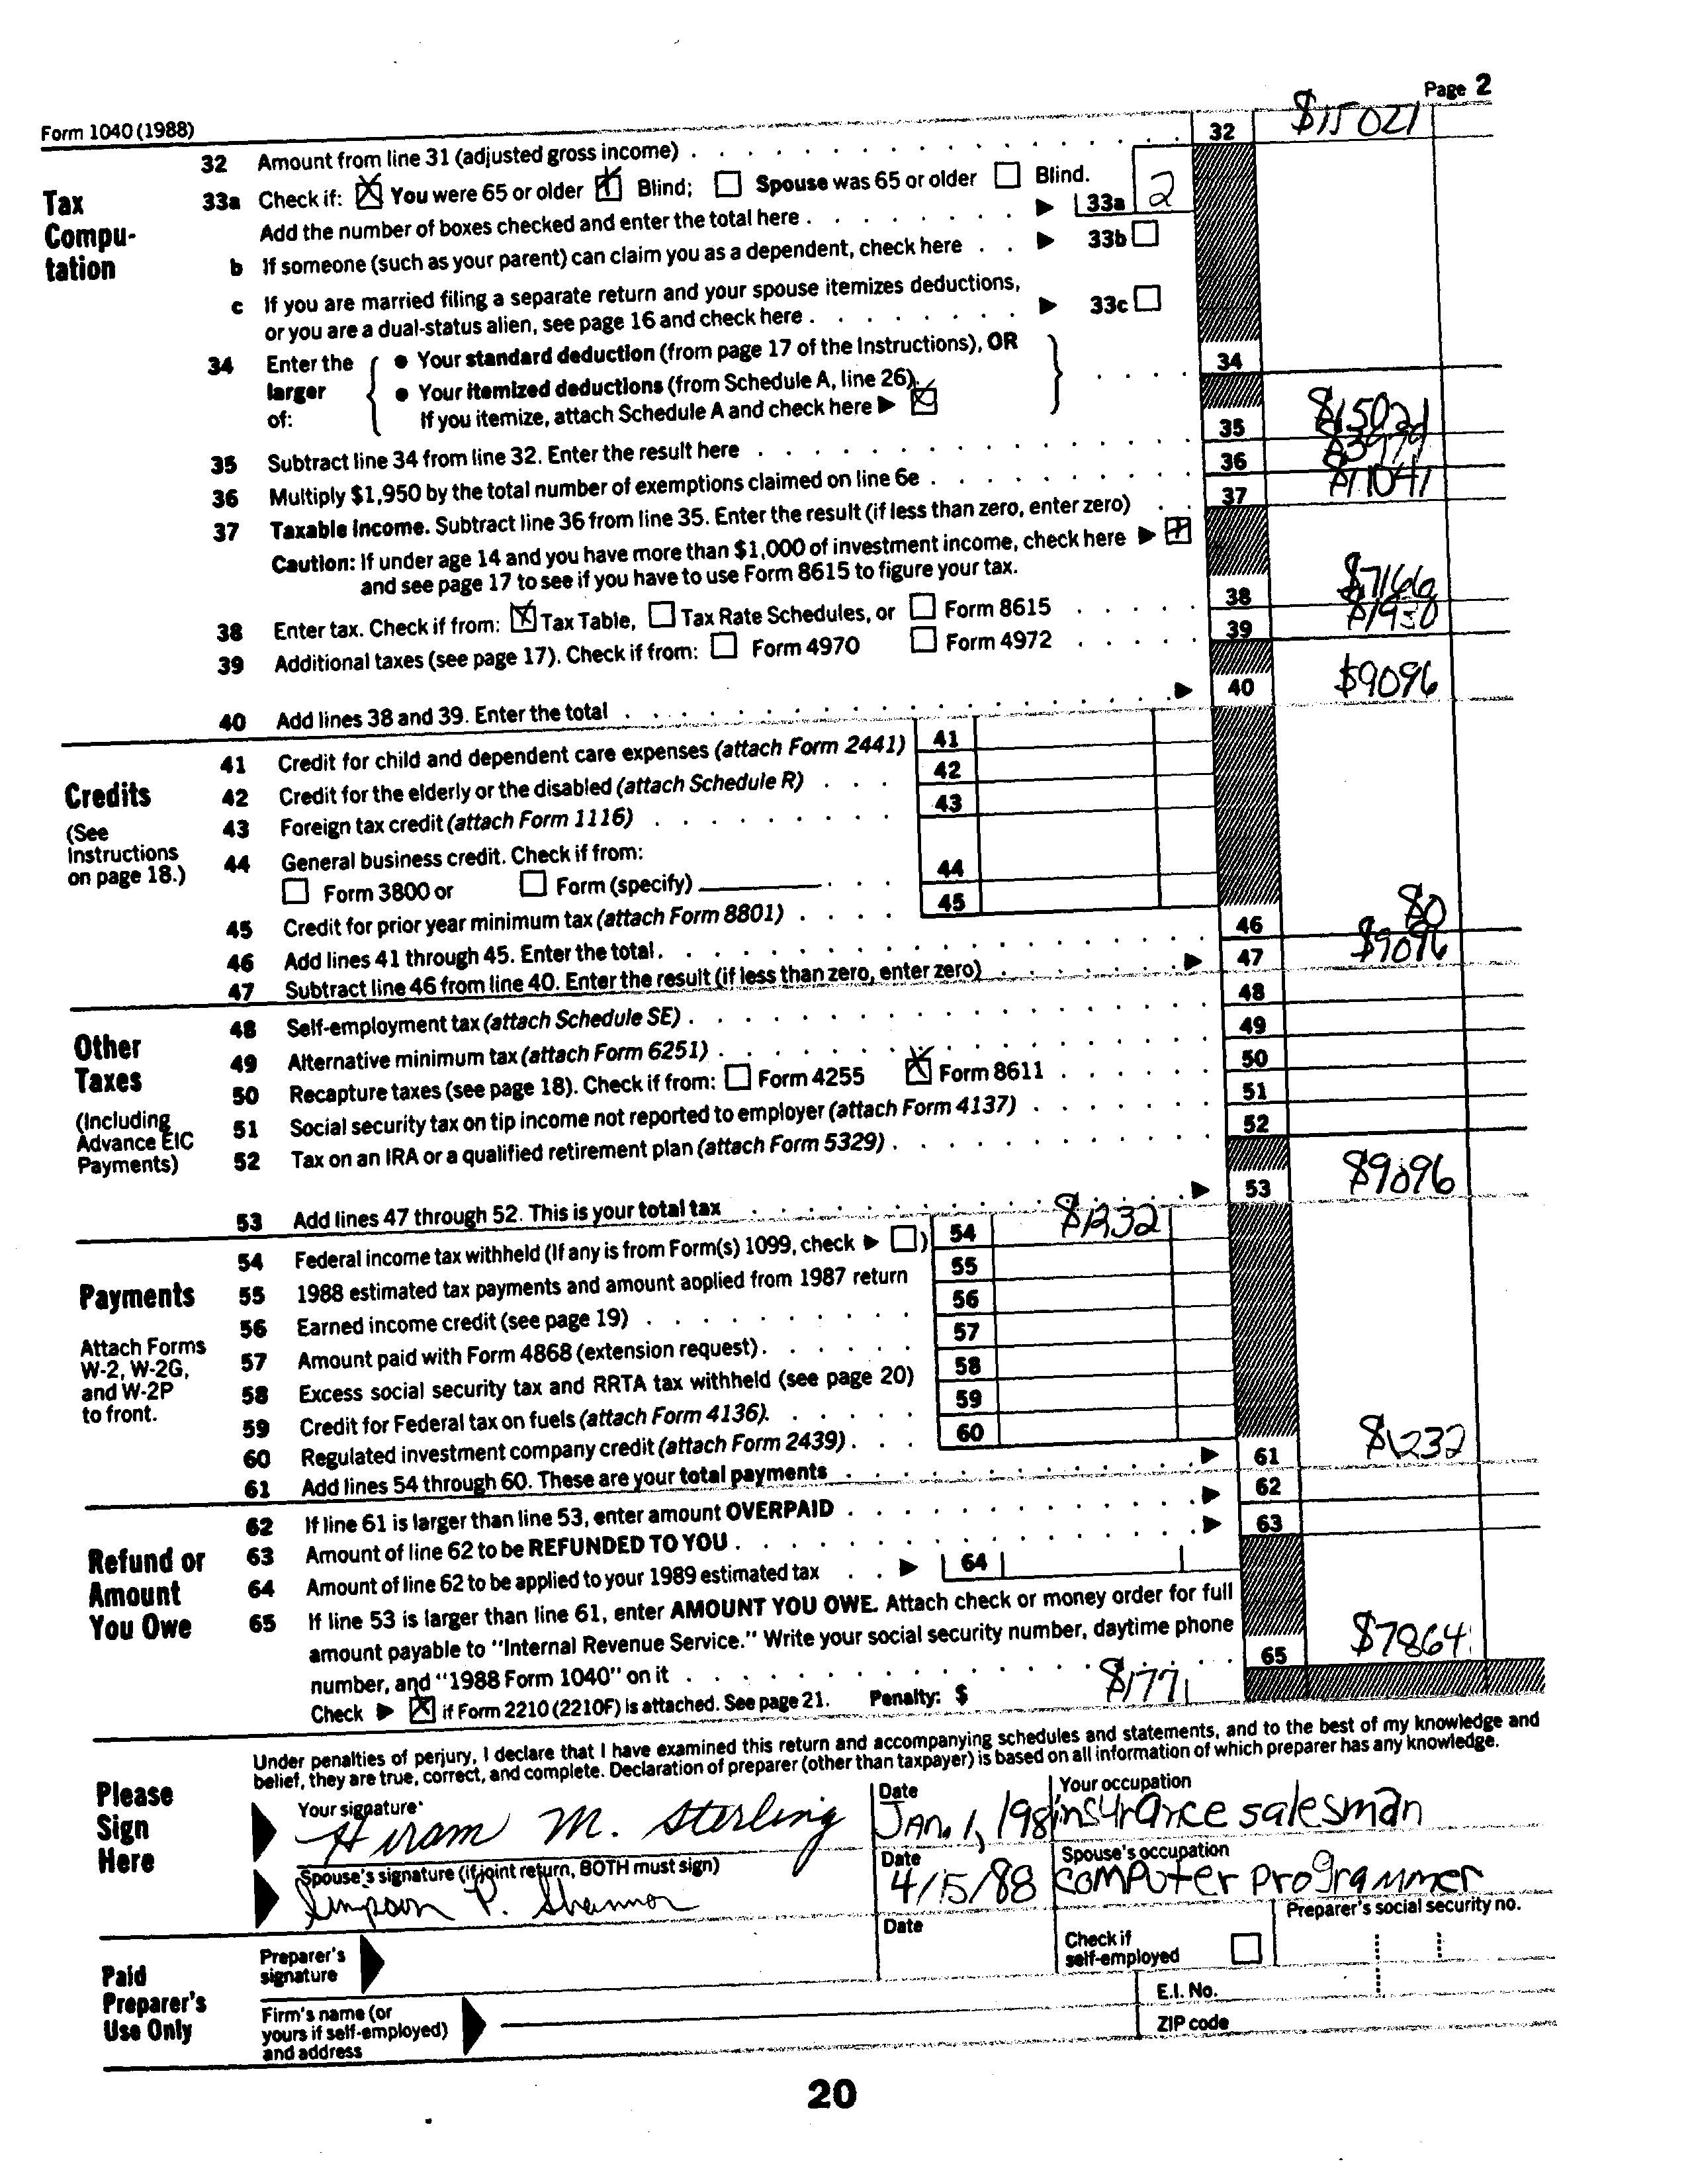 Form 1040 (1988) Page 2
Tax Compu-tation
32 Amount from line 31 (adjusted gross income) 32 $15021
33a Check if: X You were 65 or older X Blind; Spouse was 65 or older Blind.
Add the number of boxes checked and enter the total here ▶ 33a 2
b If someone (such as your parent) can claim you as a dependent, check here ▶ 33b
c If you are married filing a separate return and your spouse itemizes deductions,
or you are a dual-status alien, see page 16 and check here ▶ 33c
34 Enter the larger of:
● Your standard deduction (from page 17 of the Instructions), OR
● Your itemized deductions (from Schedule A, line 26).
If you itemize, attach Schedule A and check here ▶ X 34
35 Subtract line 34 from line 32. Enter the result here 35 $15021
36 Multiply $1,950 by the total number of exemptions claimed on line 6e 36
37 Taxable Income. Subtract line 36 from line 35. Enter the result (if less than zero, enter zero) 37 $11041
Caution: If under age 14 and you have more than $1,000 of investment income, check here ▶ X
and see page 17 to see if you have to use Form 8615 to figure your tax.
38 Enter tax. Check if from: X Tax Table, Tax Rate Schedules, or Form 8615 38 $7166
39 Additional taxes (see page 17). Check if from: Form 4970 Form 4972 39 $1930
40 Add lines 38 and 39. Enter the total ▶ 40 $9096
Credits
(See Instructions on page 18.)
41 Credit for child and dependent care expenses (attach Form 2441) 41
42 Credit for the elderly or the disabled (attach Schedule R) 42
43 Foreign tax credit (attach Form 1116) 43
44 General business credit. Check if from:
Form 3800 or Form (specify) 44
45 Credit for prior year minimum tax (attach Form 8801) 45
46 Add lines 41 through 45. Enter the total. 46 $0
47 Subtract line 46 from line 40. Enter the result (if less than zero, enter zero) ▶ 47 $9096
Other Taxes
(Including Advance EIC Payments)
48 Self-employment tax (attach Schedule SE) 48
49 Alternative minimum tax (attach Form 6251) 49
50 Recapture taxes (see page 18). Check if from: Form 4255 X Form 8611 50
51 Social security tax on tip income not reported to employer (attach Form 4137) 51
52 Tax on an IRA or a qualified retirement plan (attach Form 5329) 52
53 Add lines 47 through 52. This is your total tax ▶ 53 $9096
Payments
Attach Forms W-2, W-2G, and W-2P to front.
54 Federal income tax withheld (If any is from Form(s) 1099, check ▶ ) 54 $1232
55 1988 estimated tax payments and amount applied from 1987 return 55
56 Earned income credit (see page 19) 56
57 Amount paid with Form 4868 (extension request) 57
58 Excess social security tax and RRTA tax withheld (see page 20) 58
59 Credit for Federal tax on fuels (attach Form 4136). 59
60 Regulated investment company credit (attach Form 2439) 60
61 Add lines 54 through 60. These are your total payments ▶ 61 $1232
Refund or Amount You Owe
62 If line 61 is larger than line 53, enter amount OVERPAID ▶ 62
63 Amount of line 62 to be REFUNDED TO YOU ▶ 63
64 Amount of line 62 to be applied to your 1989 estimated tax ▶ 64
65 If line 53 is larger than line 61, enter AMOUNT YOU OWE. Attach check or money order for full
amount payable to "Internal Revenue Service." Write your social security number, daytime phone
number, and "1988 Form 1040" on it 65 $7864
Check ▶ X if Form 2210 (2210F) is attached. See page 21. Penalty: $ $177
Please Sign Here
Under penalties of perjury, I declare that I have examined this return and accompanying schedules and statements, and to the best of my knowledge and
belief, they are true, correct, and complete. Declaration of preparer (other than taxpayer) is based on all information of which preparer has any knowledge.
Your signature Date Your occupation
Hiram M. Sterling JAN. 1, 198 insurance salesman
Spouse's signature (if joint return, BOTH must sign) Date Spouse's occupation
Simpson P. Shannon 4/15/88 computer programmer
Paid Preparer's Use Only
Preparer's signature Date Check if self-employed Preparer's social security no.
Firm's name (or yours if self-employed) and address E.I. No.
ZIP code
20